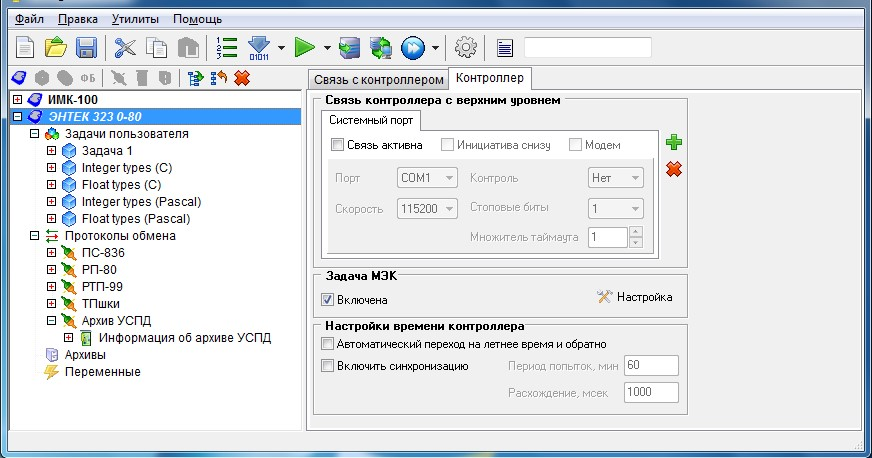 Файл Правка Утилиты Помощь
1 2 3
01011
ФБ
Связь с контроллером Контроллер
ИМК-100
ЭНТЕК 323 0-80
Задачи пользователя
Задача 1
Integer types (C)
Float types (C)
Integer types (Pascal)
Float types (Pascal)
Протоколы обмена
ПС-836
РП-80
РТП-99
ТПшки
Архив УСПД
Информация об архиве УСПД
Архивы
Переменные
Связь контроллера с верхним уровнем
Системный порт
Связь активна Инициатива снизу Модем
Порт COM1 Контроль Нет
Скорость 115200 Стоповые биты 1
Множитель таймаута 1
Задача МЭК
Включена Настройка
Настройки времени контроллера
Автоматический переход на летнее время и обратно
Включить синхронизацию Период попыток, мин 60
Расхождение, мсек 1000